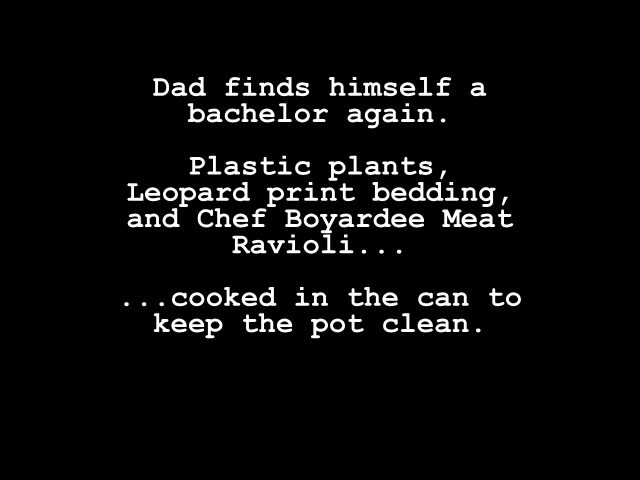 Dad finds himself a
bachelor again.
Plastic plants,
Leopard print bedding,
and Chef Boyardee Meat
Ravioli...
...cooked in the can to
keep the pot clean.